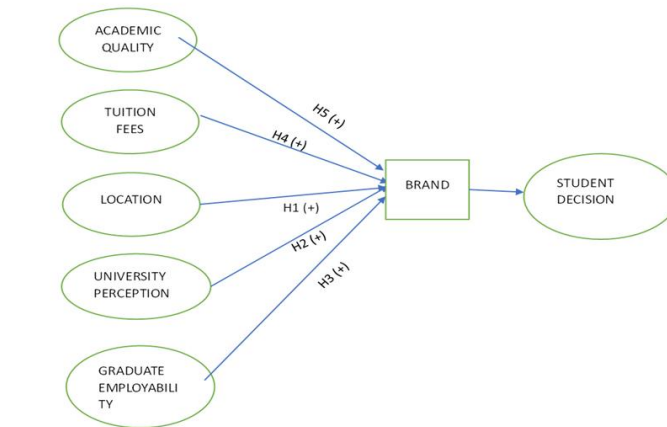 ACADEMIC
QUALITY
H5 (+)
TUITION
FEES
H4 (+)
LOCATION
H1 (+)
BRAND
STUDENT
DECISION
UNIVERSITY
PERCEPTION
H2 (+)
H3 (+)
GRADUATE
EMPLOYABILI
TY